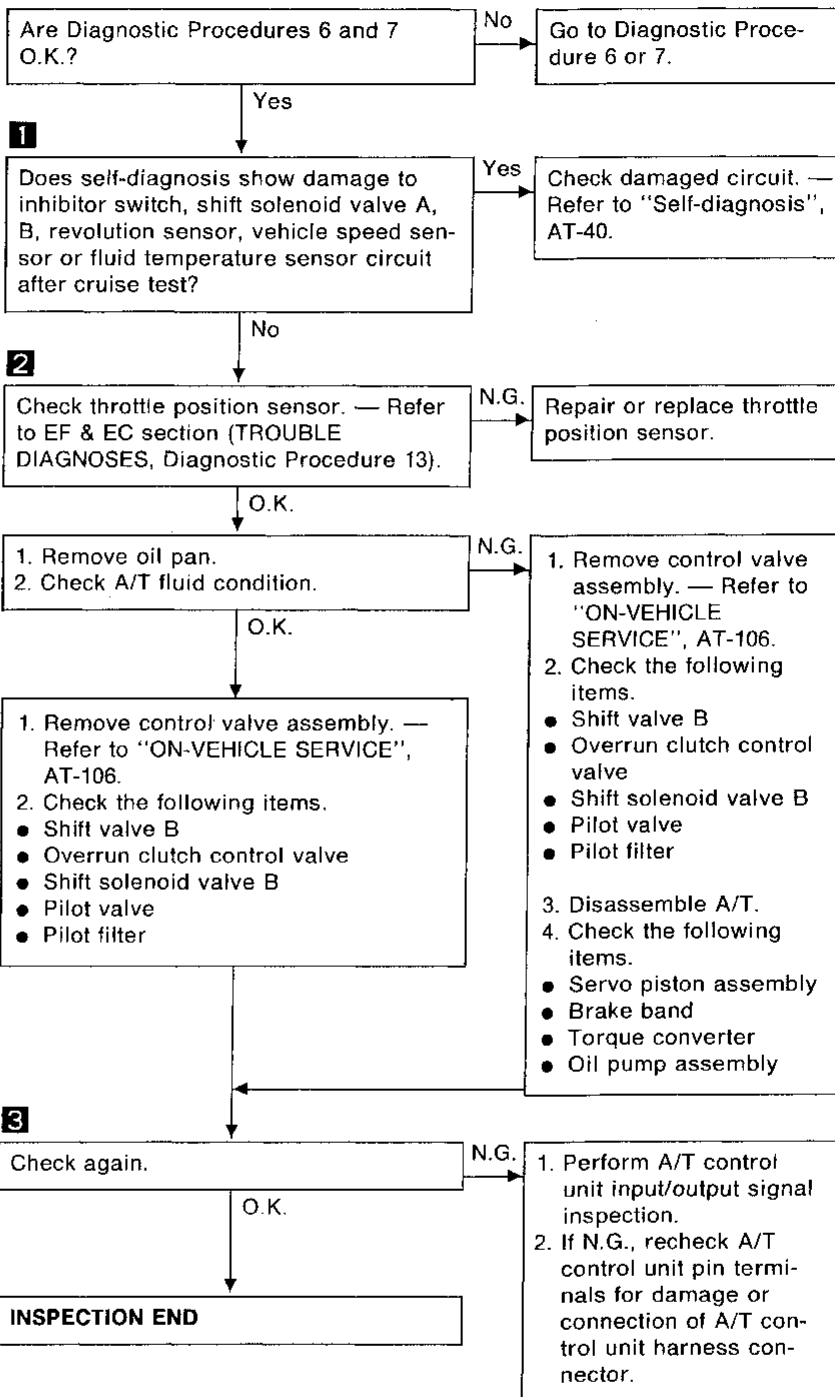 Are Diagnostic Procedures 6 and 7
O.K.?
No
Go to Diagnostic Proce-
dure 6 or 7.
Yes
1
Does self-diagnosis show damage to
inhibitor switch, shift solenoid valve A,
B, revolution sensor, vehicle speed sen-
sor or fluid temperature sensor circuit
after cruise test?
Yes
Check damaged circuit. —
Refer to "Self-diagnosis",
AT-40.
No
2
Check throttle position sensor. — Refer
to EF & EC section (TROUBLE
DIAGNOSES, Diagnostic Procedure 13).
N.G.
Repair or replace throttle
position sensor.
O.K.
1. Remove oil pan.
2. Check A/T fluid condition.
N.G.
1. Remove control valve
assembly. — Refer to
"ON-VEHICLE
SERVICE", AT-106.
2. Check the following
items.
● Shift valve B
● Overrun clutch control
valve
● Shift solenoid valve B
● Pilot valve
● Pilot filter
3. Disassemble A/T.
4. Check the following
items.
● Servo piston assembly
● Brake band
● Torque converter
● Oil pump assembly
O.K.
1. Remove control valve assembly. —
Refer to "ON-VEHICLE SERVICE",
AT-106.
2. Check the following items.
● Shift valve B
● Overrun clutch control valve
● Shift solenoid valve B
● Pilot valve
● Pilot filter
3
Check again.
N.G.
1. Perform A/T control
unit input/output signal
inspection.
2. If N.G., recheck A/T
control unit pin termi-
nals for damage or
connection of A/T con-
trol unit harness con-
nector.
O.K.
INSPECTION END